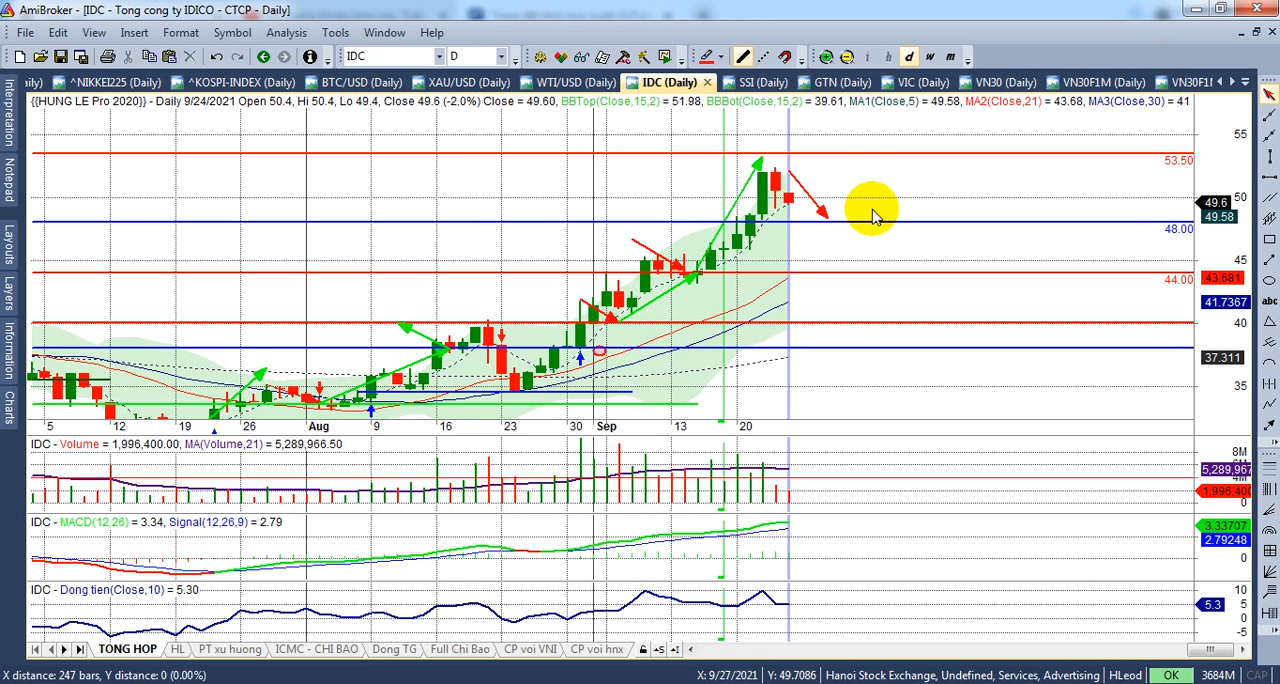 AmiBroker - [IDC - Tong cong ty IDICO - CTCP - Daily]
File Edit View Insert Format Symbol Analysis Tools Window Help
IDC D i h d w m
ily) ^NIKKEI225 (Daily) ^KOSPI-INDEX (Daily) BTC/USD (Daily) XAU/USD (Daily) WTI/USD (Daily) IDC (Daily) SSI (Daily) GTN (Daily) VIC (Daily) VN30 (Daily) VN30F1M (Daily) VN30F1
{{HUNG LE Pro 2020}} - Daily 9/24/2021 Open 50.4, Hi 50.4, Lo 49.4, Close 49.6 (-2.0%) Close = 49.60, BBTop(Close,15,2) = 51.98, BBBot(Close,15,2) = 39.61, MA1(Close,5) = 49.58, MA2(Close,21) = 43.68, MA3(Close,30) = 41
Interpretation
Notepad
Layouts
Layers
Information
Charts
abc
55
53.50
50
49.6
49.58
48.00
45
44.00
43.681
41.7367
40
37.311
35
5 12 19 26 Aug 9 16 23 30 Sep 13 20
IDC - Volume = 1,996,400.00, MA(Volume,21) = 5,289,966.50
8M
5,289,967
4M
1,996,400
0
IDC - MACD(12,26) = 3.34, Signal(12,26,9) = 2.79
3.33707
2.79248
0
IDC - Dong tien(Close,10) = 5.30
10
5.3
5
0
-5
TONG HOP HL PT xu huong ICMC - CHI BAO Dong TG Full Chi Bao CP voi VNI CP voi hnx
X distance: 247 bars, Y distance: 0 (0.00%) X: 9/27/2021 Y: 49.7086 Hanoi Stock Exchange, Undefined, Services, Advertising HLeod OK 3684M CAP